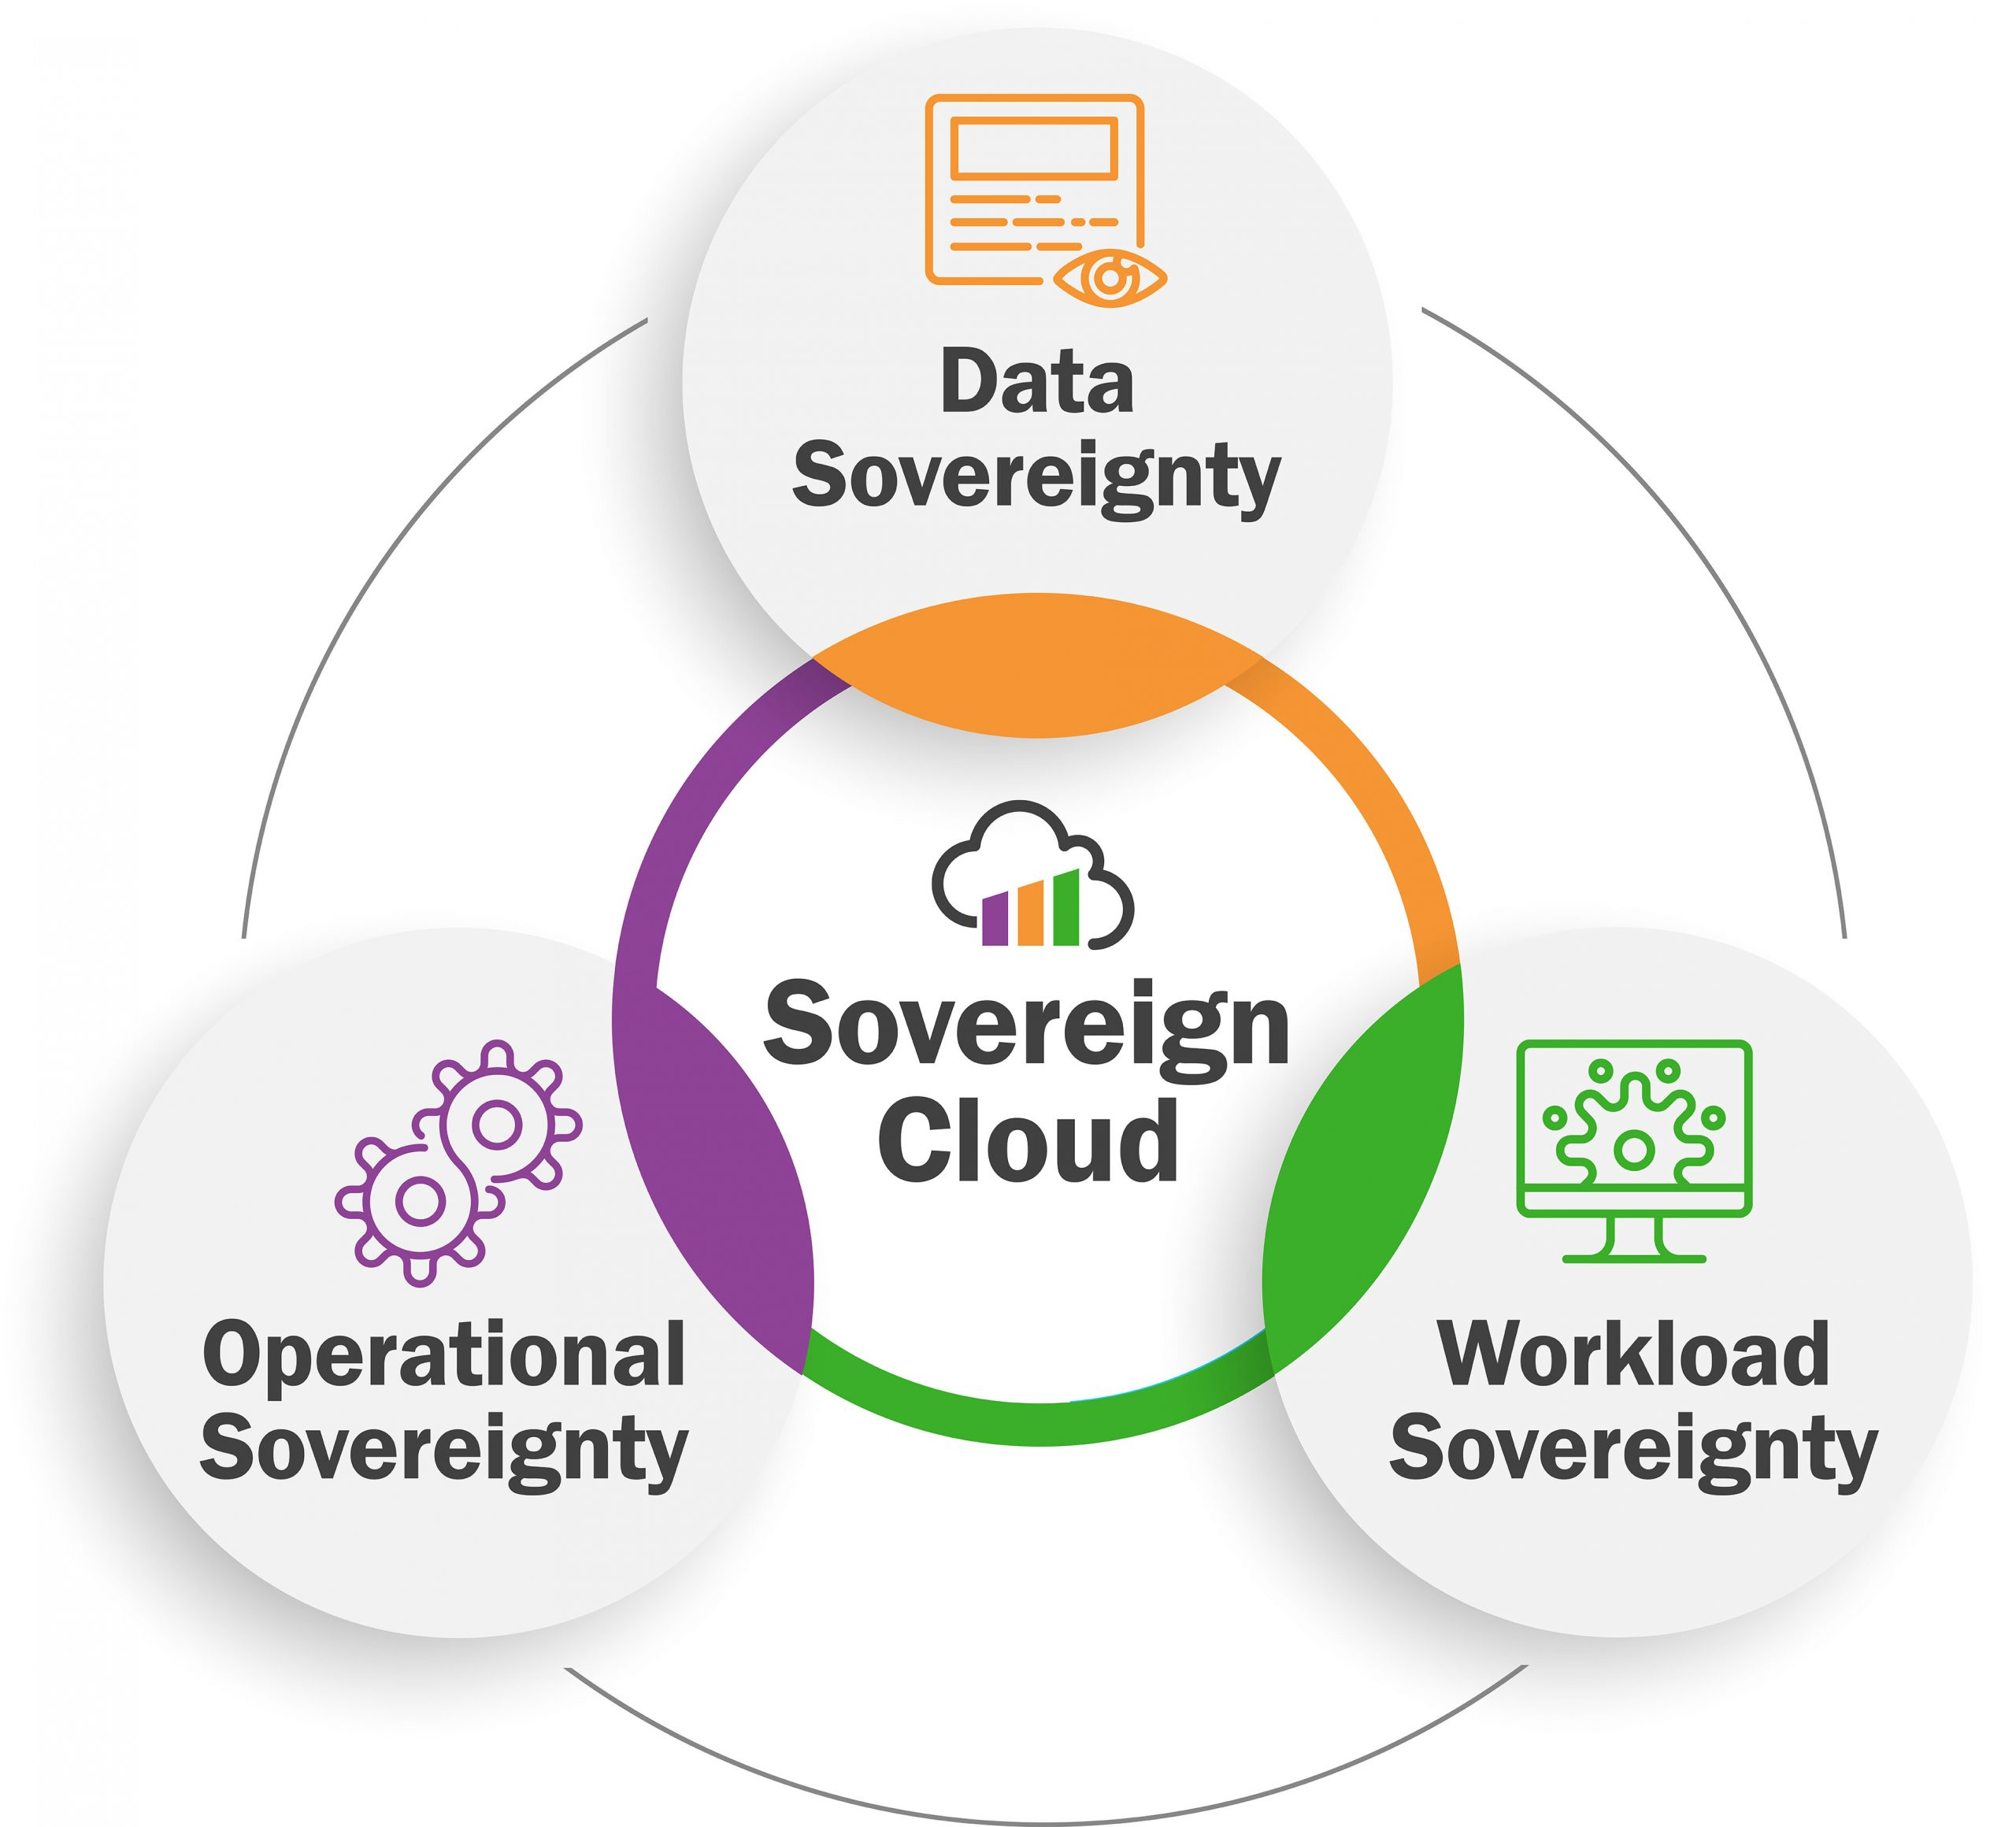 Data
Sovereignty
Sovereign
Cloud
Operational
Sovereignty
Workload
Sovereignty